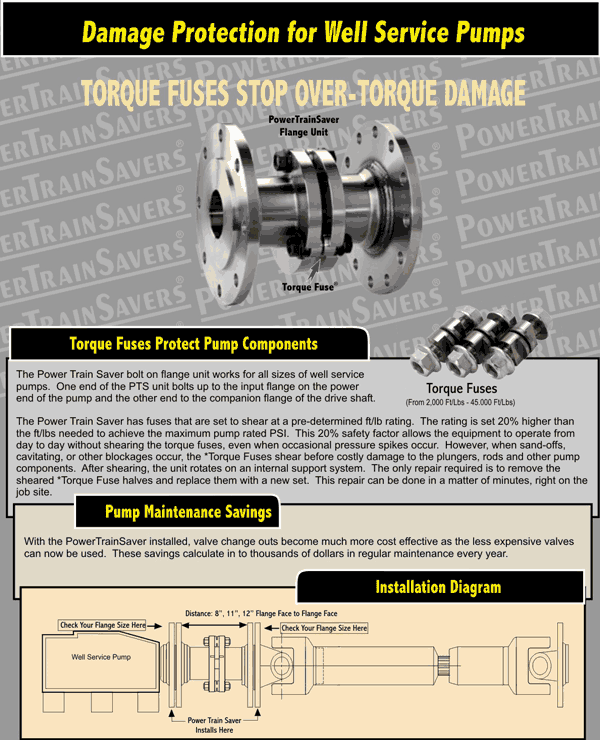 Damage Protection for Well Service Pumps
TORQUE FUSES STOP OVER-TORQUE DAMAGE
PowerTrainSaver
Flange Unit
Torque Fuse®
Torque Fuses Protect Pump Components
Torque Fuses
(From 2,000 Ft/Lbs - 45.000 Ft/Lbs)
The Power Train Saver bolt on flange unit works for all sizes of well service
pumps. One end of the PTS unit bolts up to the input flange on the power
end of the pump and the other end to the companion flange of the drive shaft.
The Power Train Saver has fuses that are set to shear at a pre-determined ft/lb rating. The rating is set 20% higher than
the ft/lbs needed to achieve the maximum pump rated PSI. This 20% safety factor allows the equipment to operate from
day to day without shearing the torque fuses, even when occasional pressure spikes occur. However, when sand-offs,
cavitating, or other blockages occur, the *Torque Fuses shear before costly damage to the plungers, rods and other pump
components. After shearing, the unit rotates on an internal support system. The only repair required is to remove the
sheared *Torque Fuse halves and replace them with a new set. This repair can be done in a matter of minutes, right on the
job site.
Pump Maintenance Savings
With the PowerTrainSaver installed, valve change outs become much more cost effective as the less expensive valves
can now be used. These savings calculate in to thousands of dollars in regular maintenance every year.
Installation Diagram
Distance: 8", 11", 12" Flange Face to Flange Face
Check Your Flange Size Here
Check Your Flange Size Here
Well Service Pump
Power Train Saver
Installs Here
POWERTRAINSAVERS®